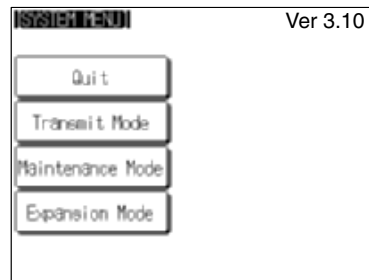 [SYSTEM MENU]
Ver 3.10
Quit
Transmit Mode
Maintenance Mode
Expansion Mode